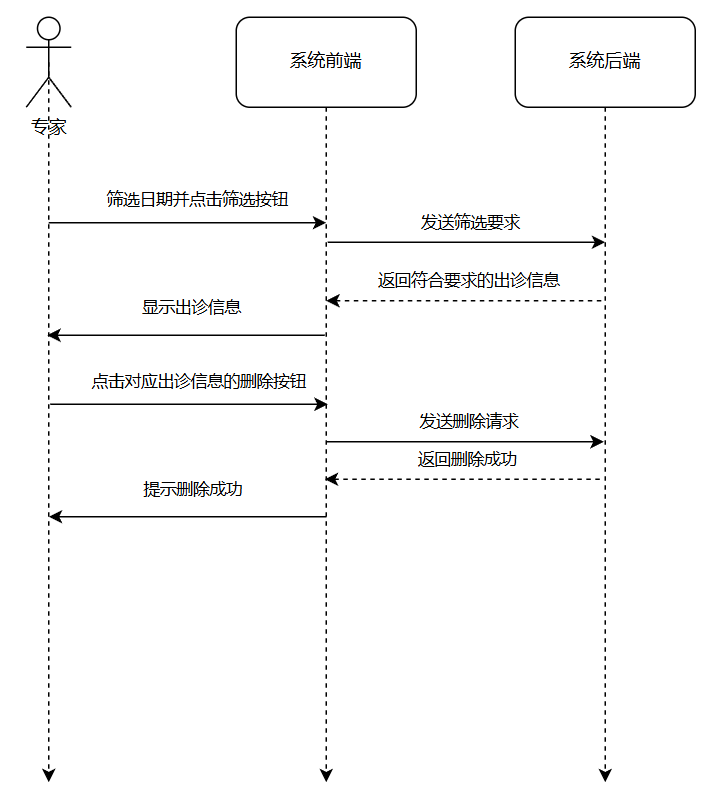 专家
系统前端
系统后端
筛选日期并点击筛选按钮
发送筛选要求
返回符合要求的出诊信息
显示出诊信息
点击对应出诊信息的删除按钮
发送删除请求
返回删除成功
提示删除成功